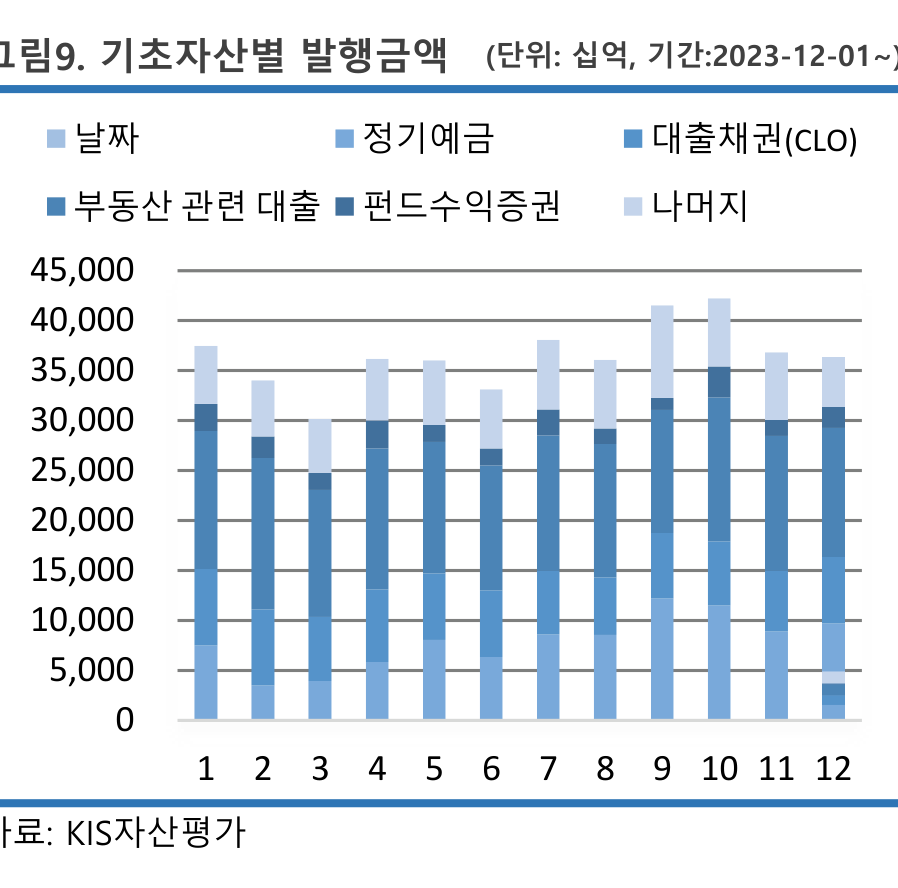 그림9. 기초자산별 발행금액 (단위: 십억, 기간:2023-12-01~)
날짜 정기예금 대출채권(CLO)
부동산 관련 대출 펀드수익증권 나머지
45,000
40,000
35,000
30,000
25,000
20,000
15,000
10,000
5,000
0
1 2 3 4 5 6 7 8 9 10 11 12
자료: KIS자산평가